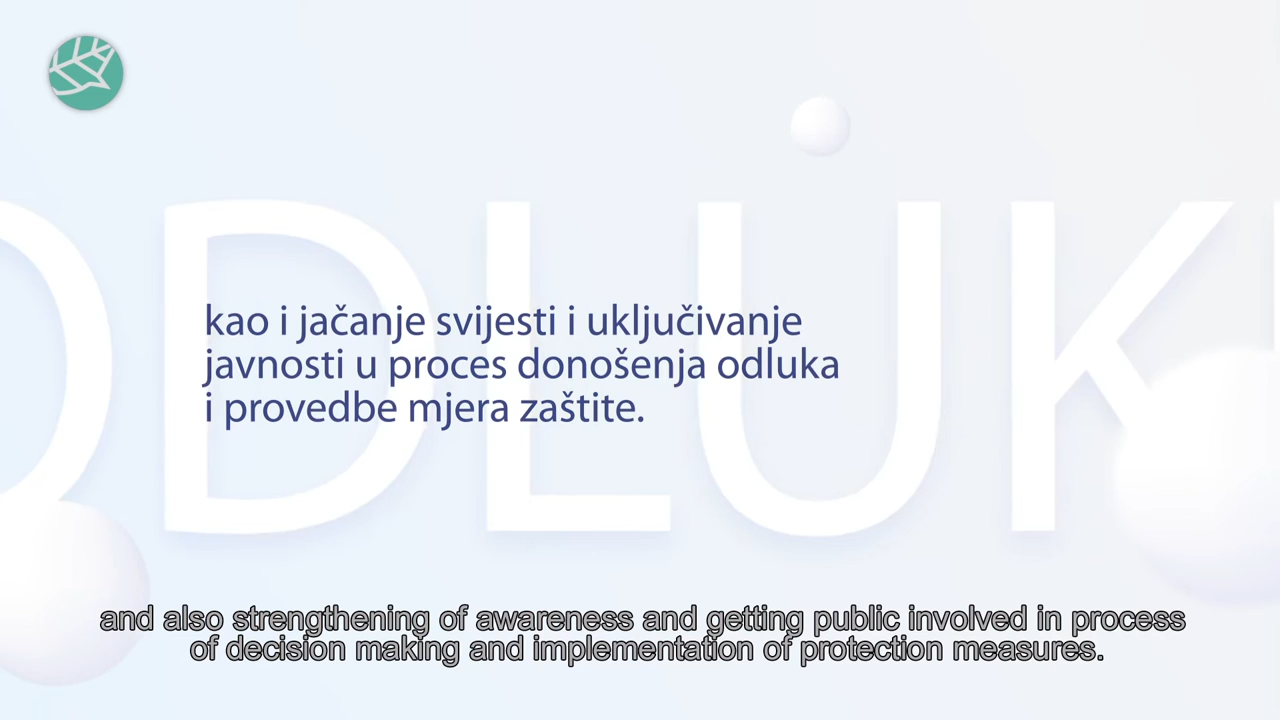 ODLUK
kao i jačanje svijesti i uključivanje
javnosti u proces donošenja odluka
i provedbe mjera zaštite.
and also strengthening of awareness and getting public involved in process
of decision making and implementation of protection measures.